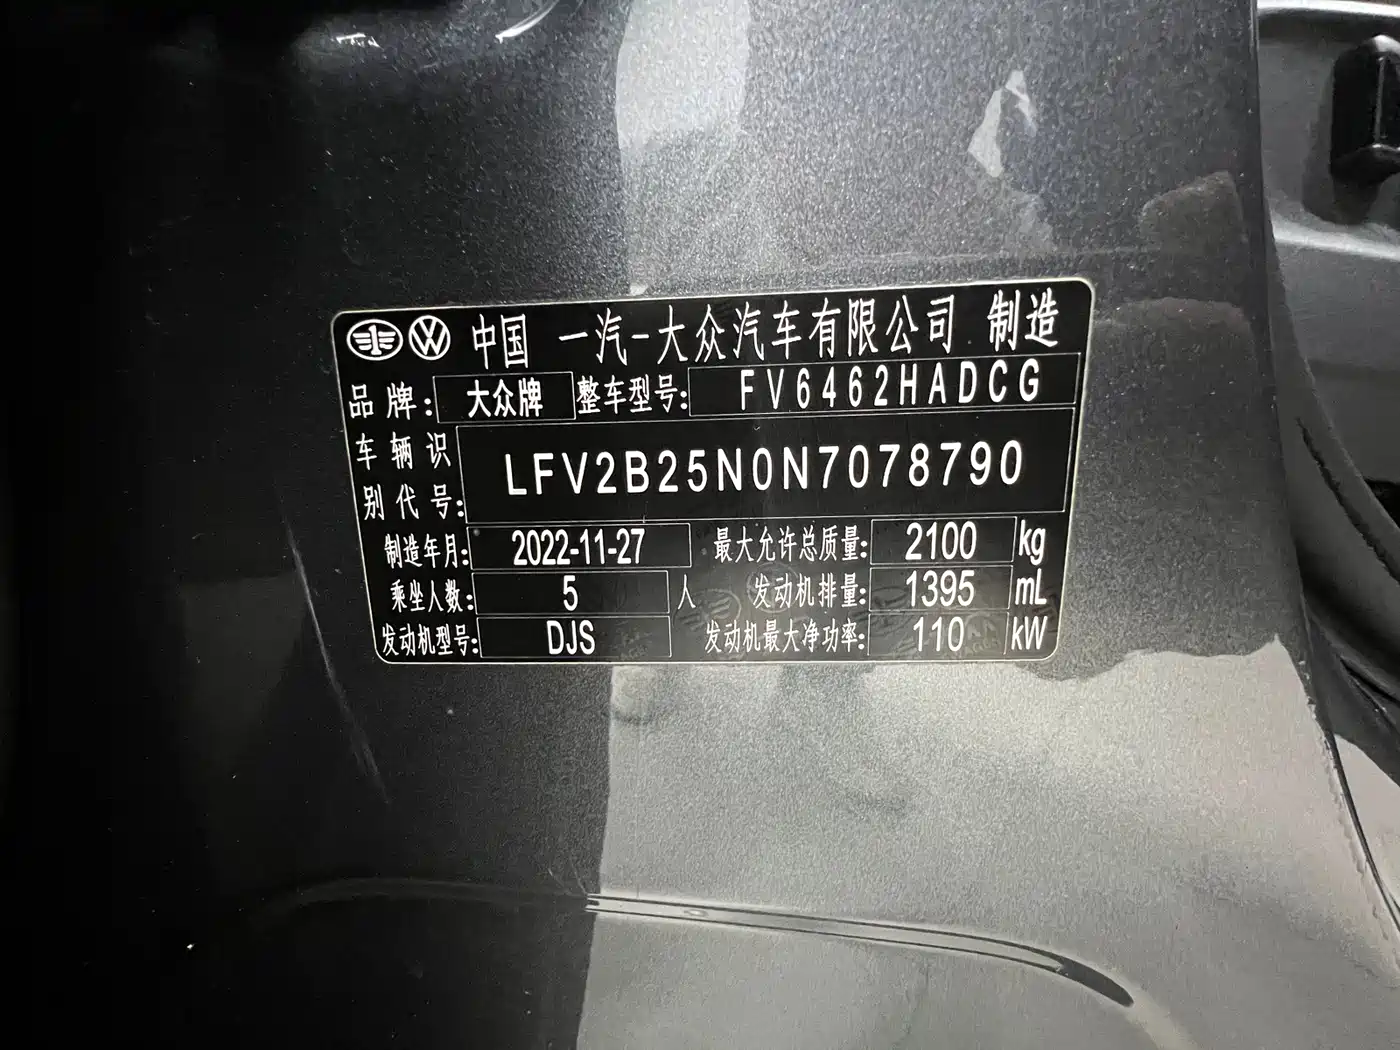 中国 一汽-大众汽车有限公司 制造
品牌: 大众牌 整车型号: FV6462HADCG
车辆识别代号: LFV2B25N0N7078790
制造年月: 2022-11-27 最大允许总质量: 2100 kg
乘坐人数: 5 人 发动机排量: 1395 mL
发动机型号: DJS 发动机最大净功率: 110 kW